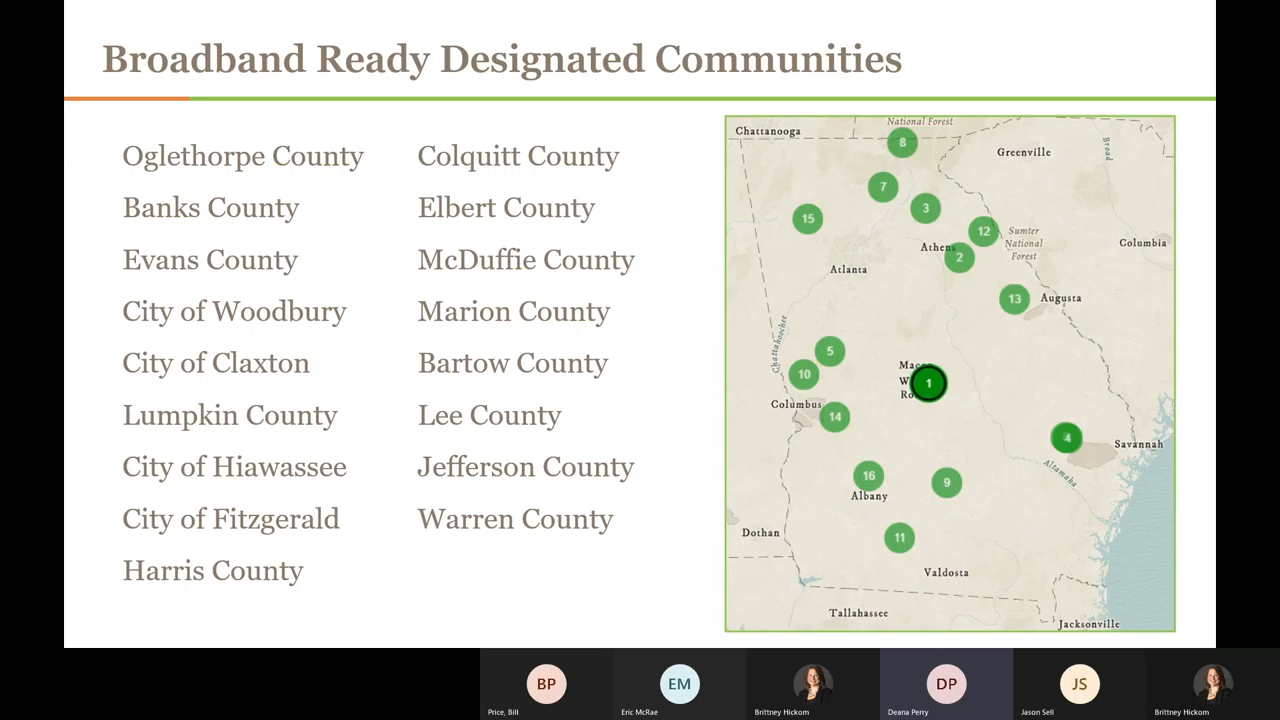 Broadband Ready Designated Communities
Oglethorpe County
Banks County
Evans County
City of Woodbury
City of Claxton
Lumpkin County
City of Hiawassee
City of Fitzgerald
Harris County
Colquitt County
Elbert County
McDuffie County
Marion County
Bartow County
Lee County
Jefferson County
Warren County
National Forest
Chattanooga
8
Greenville
Broad
7
3
15
12
Sumter
National
Forest
Athens
2
Columbia
Atlanta
13
Augusta
Chattahoochee
5
10
1
Columbus
14
4
Savannah
Altamaha
16
9
Albany
11
Dothan
Valdosta
Tallahassee
Jacksonville
BP
EM
DP
JS
Price, Bill
Eric McRae
Brittney Hickom
Deana Perry
Jason Sell
Brittney Hickom